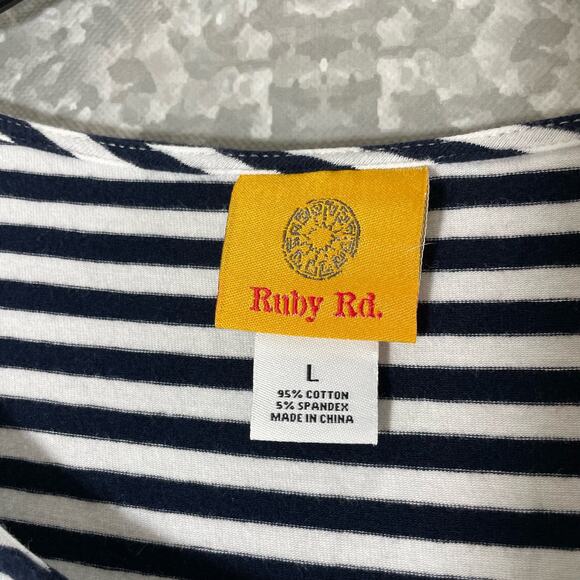 Ruby Rd.
L
95% COTTON
5% SPANDEX
MADE IN CHINA